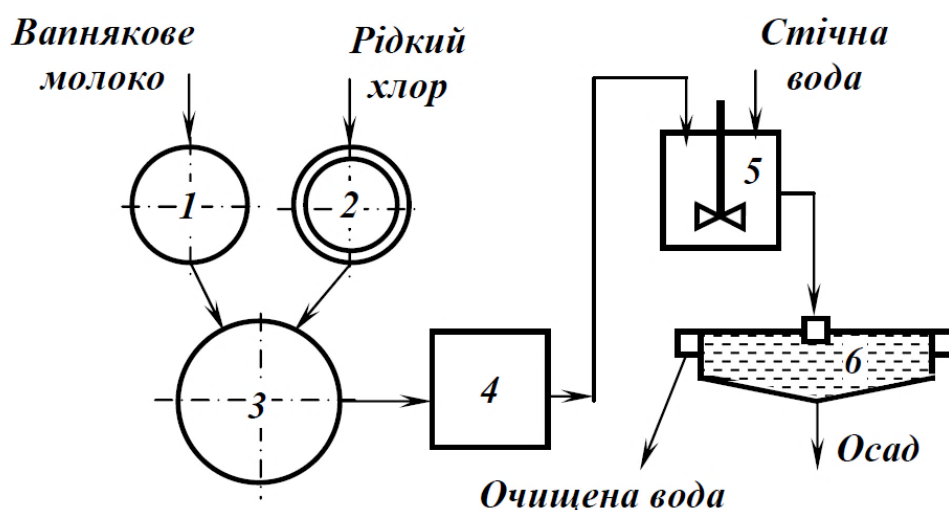 Вапнякове
молоко
Рідкий
хлор
Стічна
вода
1
2
5
3
4
6
Осад
Очищена вода